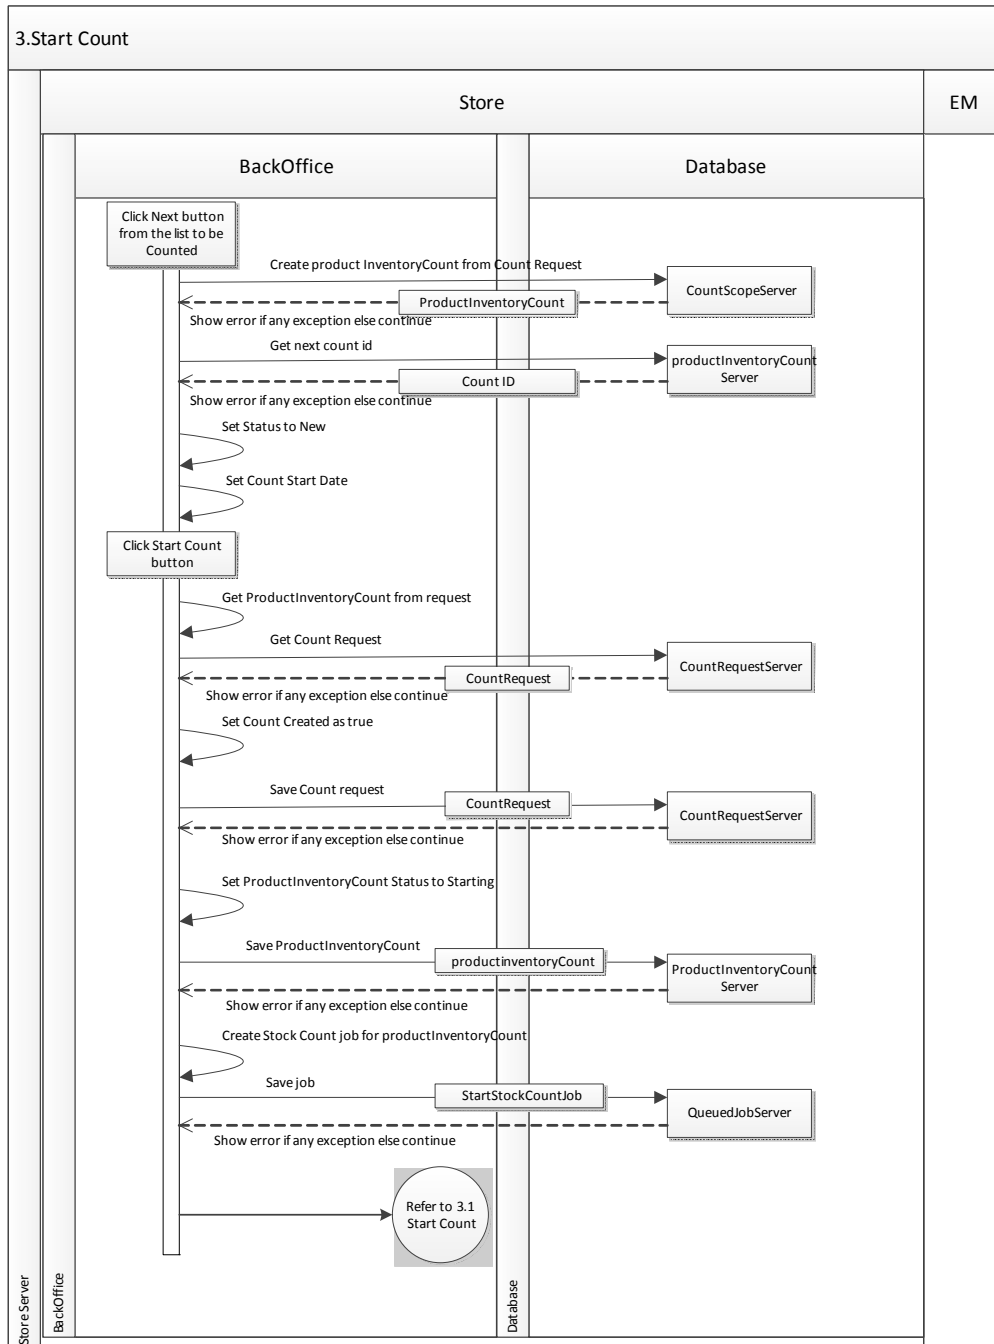 3.Start Count
Store
EM
BackOffice
Database
Click Next button
from the list to be
Counted
Create product InventoryCount from Count Request
CountScopeServer
ProductInventoryCount
Show error if any exception else continue
Get next count id
productInventoryCount
Server
Count ID
Show error if any exception else continue
Set Status to New
Set Count Start Date
Click Start Count
button
Get ProductInventoryCount from request
Get Count Request
CountRequestServer
CountRequest
Show error if any exception else continue
Set Count Created as true
Save Count request
CountRequest
CountRequestServer
Show error if any exception else continue
Set ProductInventoryCount Status to Starting
Save ProductInventoryCount
productinventoryCount
ProductInventoryCount
Server
Show error if any exception else continue
Create Stock Count job for productInventoryCount
Save job
StartStockCountJob
QueuedJobServer
Show error if any exception else continue
Refer to 3.1
Start Count
Store Server
BackOffice
Database